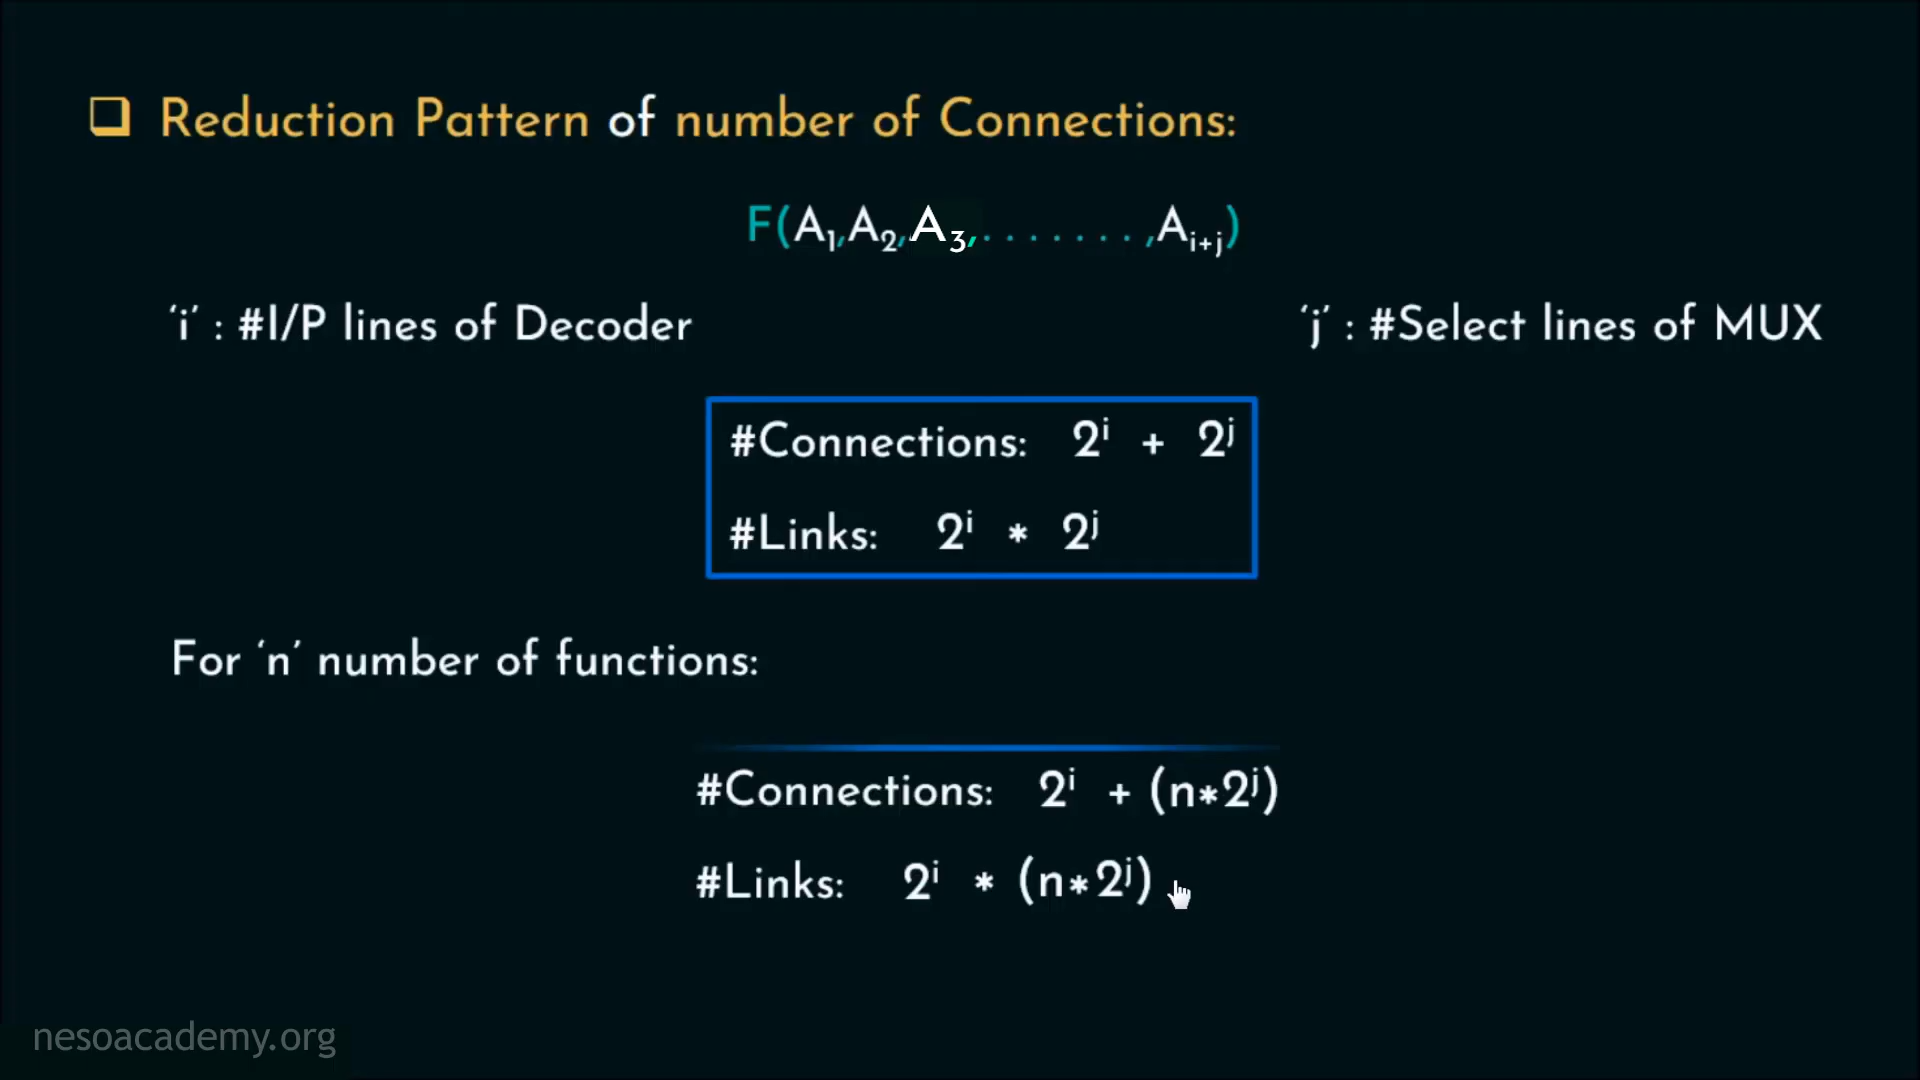 ❑ Reduction Pattern of number of Connections:
F(A₁,A₂,A₃,. . . . . . . ,Aᵢ₊ⱼ)
‘i’ : #I/P lines of Decoder
‘j’ : #Select lines of MUX
#Connections: 2ⁱ + 2ʲ
#Links: 2ⁱ * 2ʲ
For ‘n’ number of functions:
#Connections: 2ⁱ + (n*2ʲ)
#Links: 2ⁱ * (n*2ʲ)
nesoacademy.org